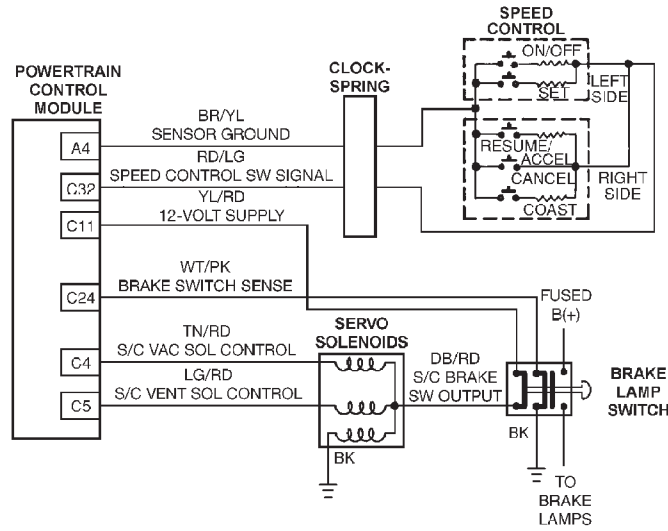 SPEED
CONTROL
ON/OFF
SET
LEFT
SIDE
RESUME/
ACCEL
CANCEL
COAST
RIGHT
SIDE
CLOCK-
SPRING
POWERTRAIN
CONTROL
MODULE
A4
BR/YL
SENSOR GROUND
C32
RD/LG
SPEED CONTROL SW SIGNAL
C11
YL/RD
12-VOLT SUPPLY
C24
WT/PK
BRAKE SWITCH SENSE
C4
TN/RD
S/C VAC SOL CONTROL
C5
LG/RD
S/C VENT SOL CONTROL
SERVO
SOLENOIDS
BK
DB/RD
S/C BRAKE
SW OUTPUT
FUSED
B(+)
BRAKE
LAMP
SWITCH
BK
TO
BRAKE
LAMPS